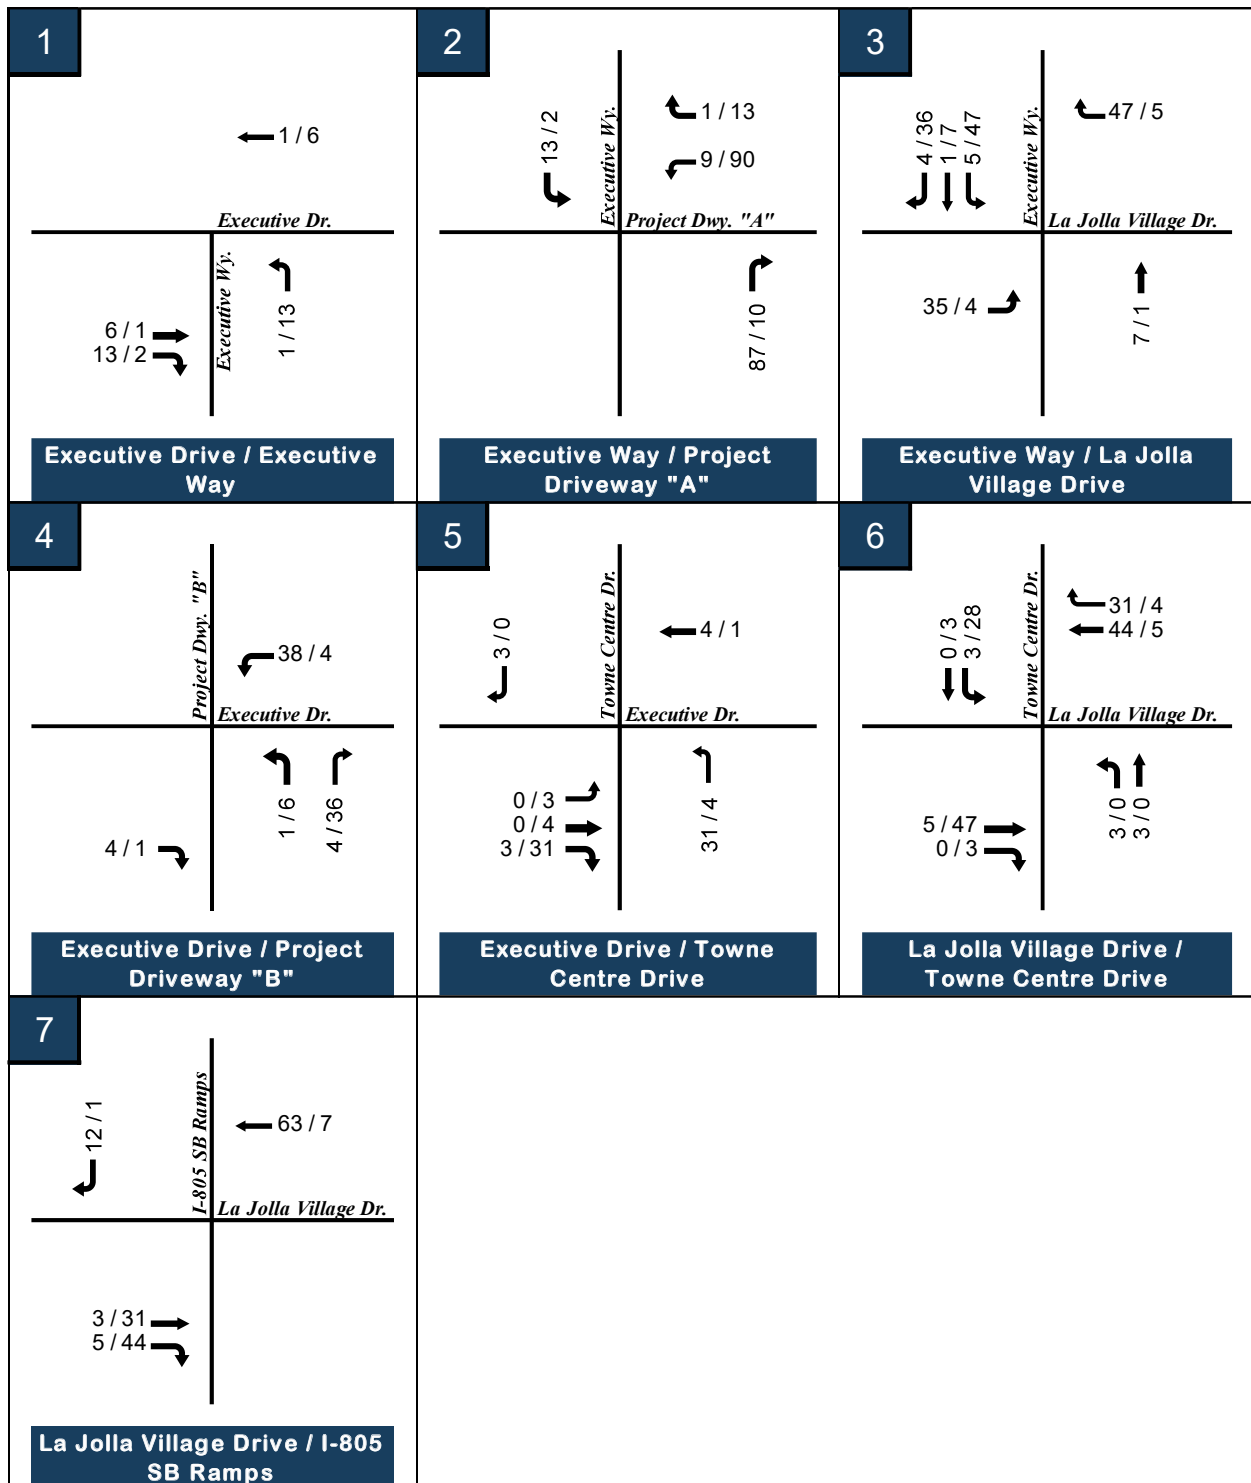 1
1 / 6
Executive Dr.
Executive Wy.
6 / 1
13 / 2
1 / 13
Executive Drive / Executive
Way
2
13 / 2
Executive Wy.
1 / 13
9 / 90
Project Dwy. "A"
87 / 10
Executive Way / Project
Driveway "A"
3
4 / 36
1 / 7
5 / 47
Executive Wy.
47 / 5
La Jolla Village Dr.
35 / 4
7 / 1
Executive Way / La Jolla
Village Drive
4
Project Dwy. "B"
38 / 4
Executive Dr.
4 / 1
1 / 6
4 / 36
Executive Drive / Project
Driveway "B"
5
3 / 0
Towne Centre Dr.
4 / 1
Executive Dr.
0 / 3
0 / 4
3 / 31
31 / 4
Executive Drive / Towne
Centre Drive
6
0 / 3
3 / 28
Towne Centre Dr.
31 / 4
44 / 5
La Jolla Village Dr.
5 / 47
0 / 3
3 / 0
3 / 0
La Jolla Village Drive /
Towne Centre Drive
7
12 / 1
I-805 SB Ramps
63 / 7
La Jolla Village Dr.
3 / 31
5 / 44
La Jolla Village Drive / I-805
SB Ramps